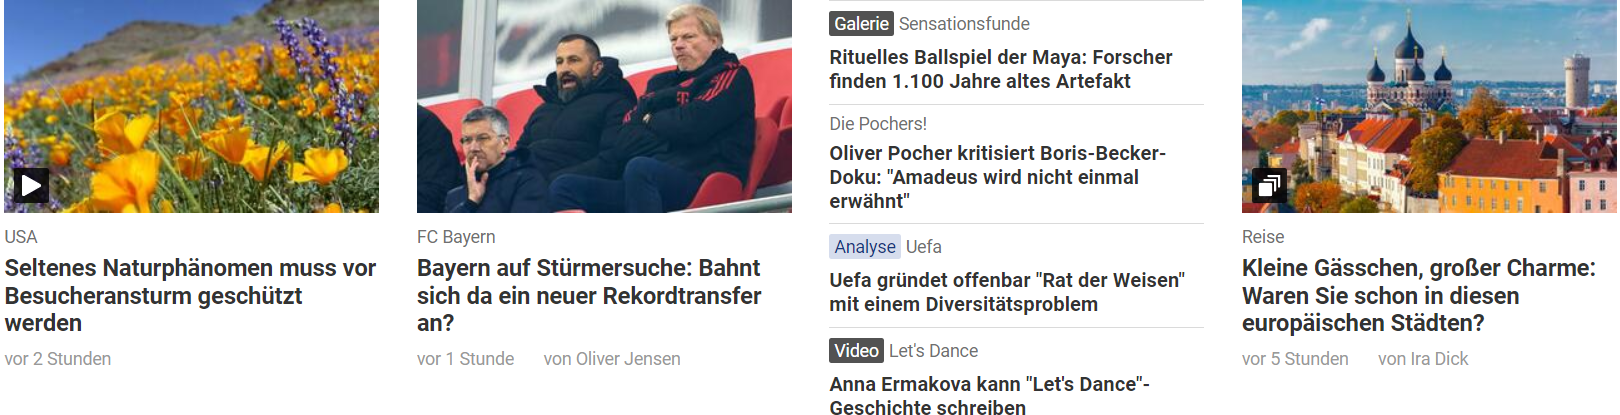 USA
Seltenes Naturphänomen muss vor
Besucheransturm geschützt
werden
vor 2 Stunden
FC Bayern
Bayern auf Stürmersuche: Bahnt
sich da ein neuer Rekordtransfer
an?
vor 1 Stunde von Oliver Jensen
Galerie Sensationsfunde
Rituelles Ballspiel der Maya: Forscher
finden 1.100 Jahre altes Artefakt
Die Pochers!
Oliver Pocher kritisiert Boris-Becker-
Doku: "Amadeus wird nicht einmal
erwähnt"
Analyse Uefa
Uefa gründet offenbar "Rat der Weisen"
mit einem Diversitätsproblem
Video Let's Dance
Anna Ermakova kann "Let's Dance"-
Geschichte schreiben
Reise
Kleine Gässchen, großer Charme:
Waren Sie schon in diesen
europäischen Städten?
vor 5 Stunden von Ira Dick